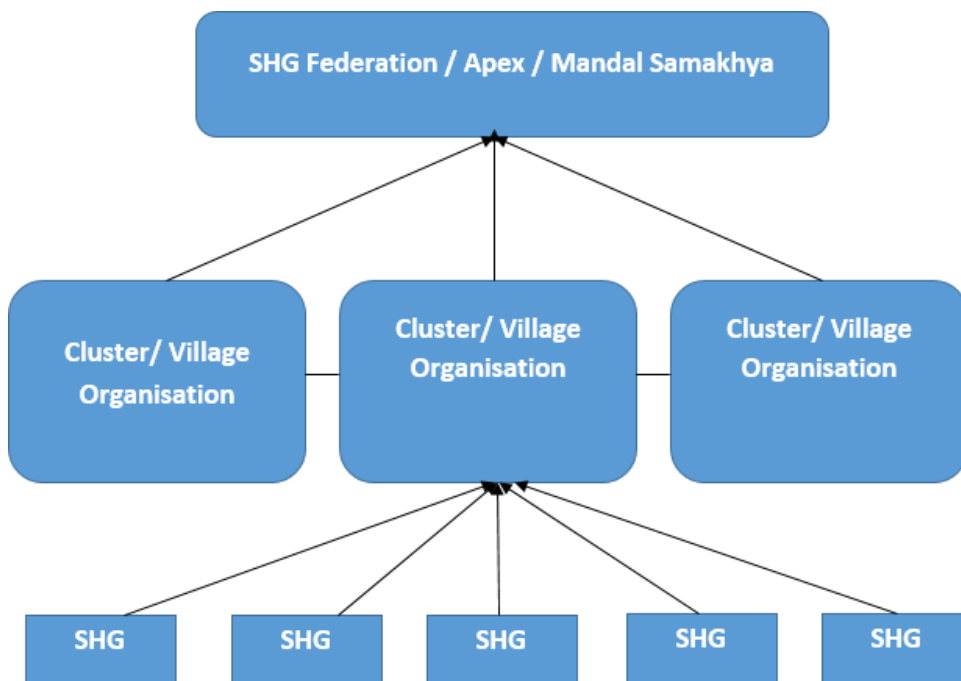 SHG Federation / Apex / Mandal Samakhya
Cluster/ Village
Organisation
Cluster/ Village
Organisation
Cluster/ Village
Organisation
SHG
SHG
SHG
SHG
SHG